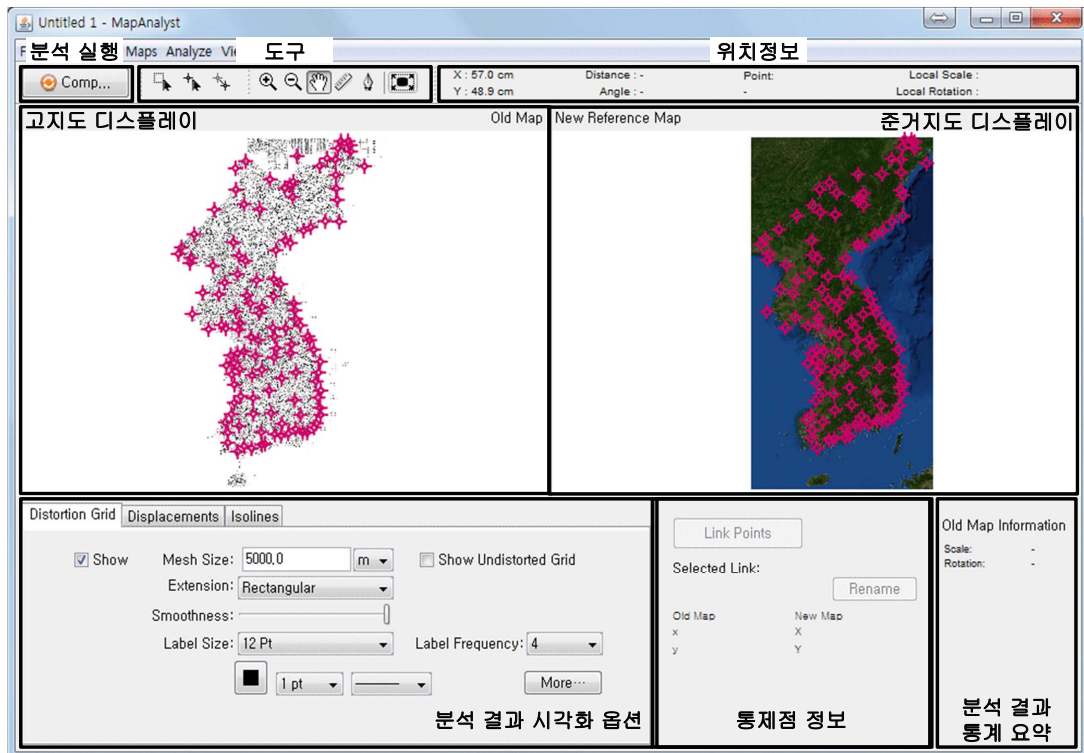 Untitled 1 - MapAnalyst
분석 실행 Maps Analyze 도구 위치정보
Comp...
X : 57.0 cm Distance : - Point: Local Scale :
Y : 48.9 cm Angle : - - Local Rotation :
고지도 디스플레이 Old Map New Reference Map 준거지도 디스플레이
Distortion Grid Displacements Isolines
Show Mesh Size: 5000,0 m Show Undistorted Grid
Extension: Rectangular
Smoothness:
Label Size: 12 Pt Label Frequency: 4
1 pt More...
분석 결과 시각화 옵션
Link Points
Selected Link:
Rename
Old Map New Map
x X
y Y
통제점 정보
Old Map Information
Scale: -
Rotation: -
분석 결과
통계 요약